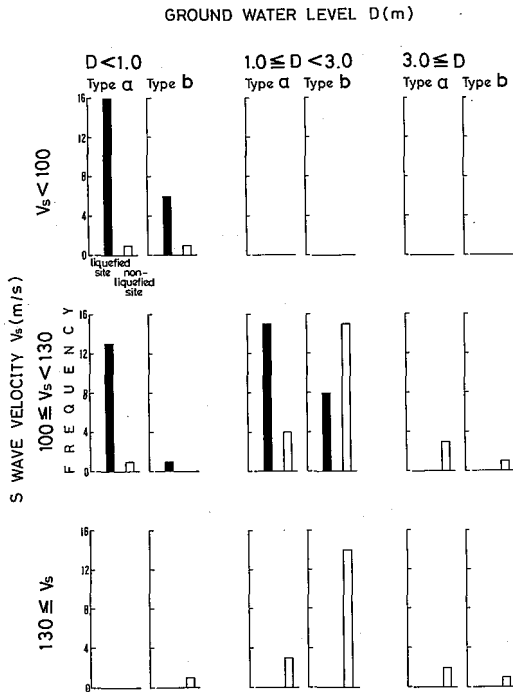 GROUND WATER LEVEL D(m)
D<1.0 1.0≦D<3.0 3.0≦D
Type a Type b Type a Type b Type a Type b
S WAVE VELOCITY Vs(m/s)
Vs<100
16
12
8
4
0
liquefied site
non-liquefied site
100≦Vs<130
FREQUENCY
16
12
8
4
0
130≦Vs
16
12
8
4
0